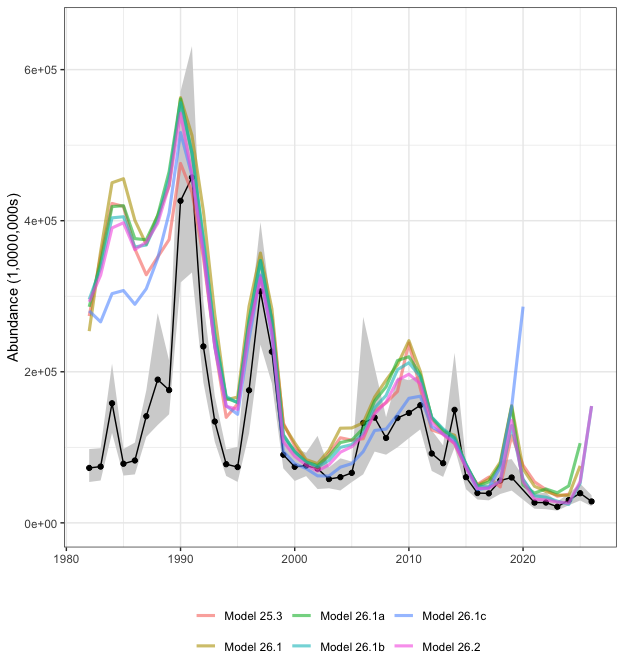 Abundance (1,0000,000s)
6e+05
4e+05
2e+05
0e+00
1980 1990 2000 2010 2020
Model 25.3 Model 26.1a Model 26.1c
Model 26.1 Model 26.1b Model 26.2